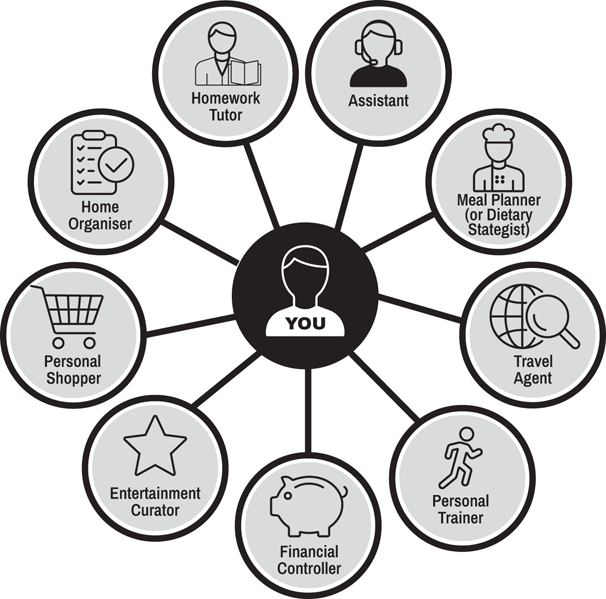 Homework
Tutor
Assistant
Home
Organiser
Meal Planner
(or Dietary
Stategist)
YOU
Personal
Shopper
Travel
Agent
Entertainment
Curator
Personal
Trainer
Financial
Controller